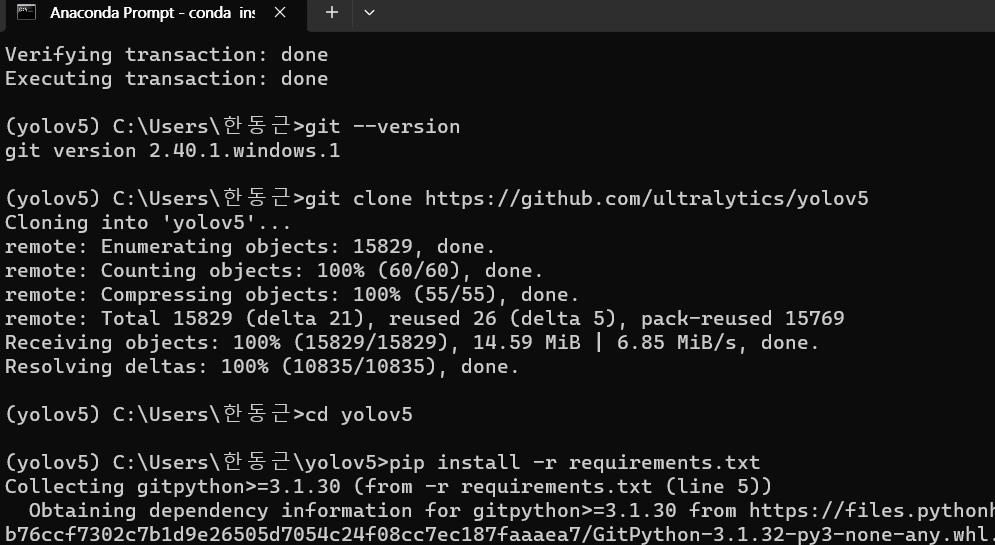 Anaconda Prompt - conda ins
Verifying transaction: done
Executing transaction: done
(yolov5) C:\Users\한동근>git --version
git version 2.40.1.windows.1
(yolov5) C:\Users\한동근>git clone https://github.com/ultralytics/yolov5
Cloning into 'yolov5'...
remote: Enumerating objects: 15829, done.
remote: Counting objects: 100% (60/60), done.
remote: Compressing objects: 100% (55/55), done.
remote: Total 15829 (delta 21), reused 26 (delta 5), pack-reused 15769
Receiving objects: 100% (15829/15829), 14.59 MiB | 6.85 MiB/s, done.
Resolving deltas: 100% (10835/10835), done.
(yolov5) C:\Users\한동근>cd yolov5
(yolov5) C:\Users\한동근\yolov5>pip install -r requirements.txt
Collecting gitpython>=3.1.30 (from -r requirements.txt (line 5))
Obtaining dependency information for gitpython>=3.1.30 from https://files.pythonh
b76ccf7302c7b1d9e26505d7054c24f08cc7ec187faaaea7/GitPython-3.1.32-py3-none-any.whl.